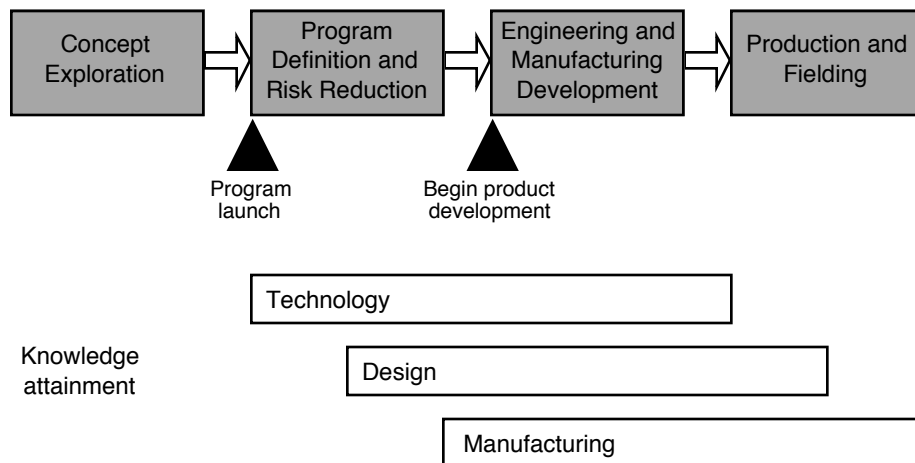 Concept
Exploration
Program
Definition and
Risk Reduction
Engineering and
Manufacturing
Development
Production and
Fielding
Program
launch
Begin product
development
Technology
Knowledge
attainment
Design
Manufacturing